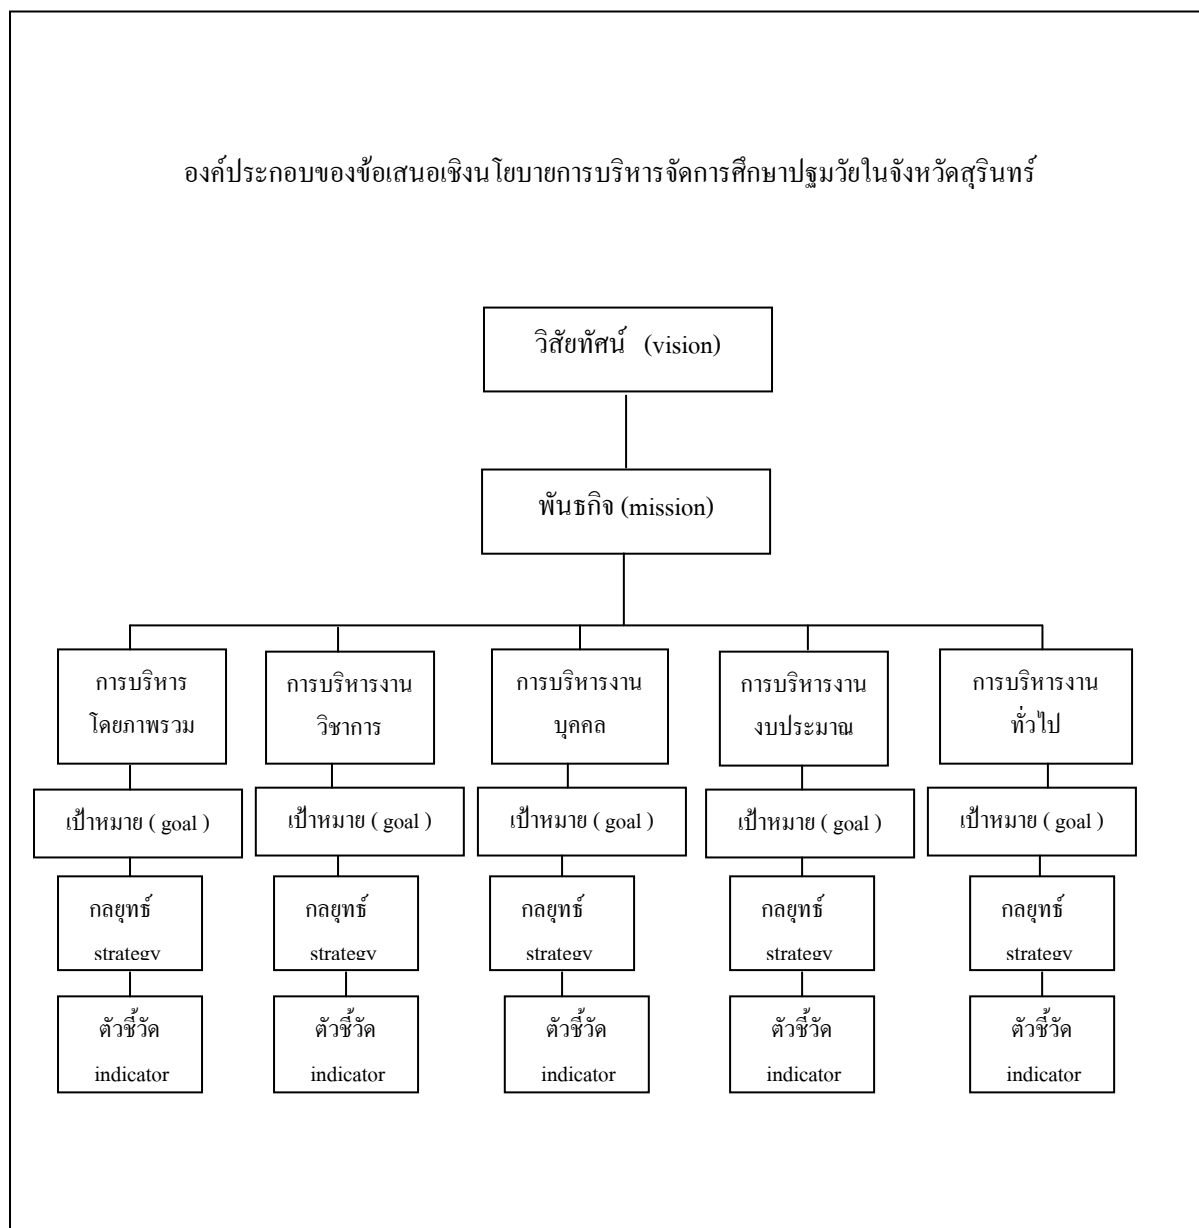 องค์ประกอบของข้อเสนอเชิงนโยบายการบริหารจัดการศึกษาปฐมวัยในจังหวัดสุรินทร์
วิสัยทัศน์ (vision)
พันธกิจ (mission)
การบริหาร
โดยภาพรวม
การบริหารงาน
วิชาการ
การบริหารงาน
บุคคล
การบริหารงาน
งบประมาณ
การบริหารงาน
ทั่วไป
เป้าหมาย ( goal )
เป้าหมาย ( goal )
เป้าหมาย ( goal )
เป้าหมาย ( goal )
เป้าหมาย ( goal )
กลยุทธ์
strategy
กลยุทธ์
strategy
กลยุทธ์
strategy
กลยุทธ์
strategy
กลยุทธ์
strategy
ตัวชี้วัด
indicator
ตัวชี้วัด
indicator
ตัวชี้วัด
indicator
ตัวชี้วัด
indicator
ตัวชี้วัด
indicator